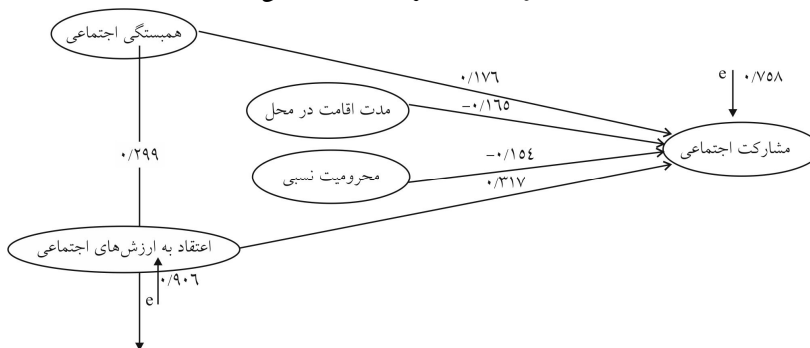 همبستگی اجتماعی
۰/۱۷۶
e
۰/۷۵۸
مدت اقامت در محل
-۰/۱۶۵
مشارکت اجتماعی
۰/۲۹۹
-۰/۱۵٤
محرومیت نسبی
۰/۳۱۷
اعتقاد به ارزش‌های اجتماعی
۰/۹۰۶
e